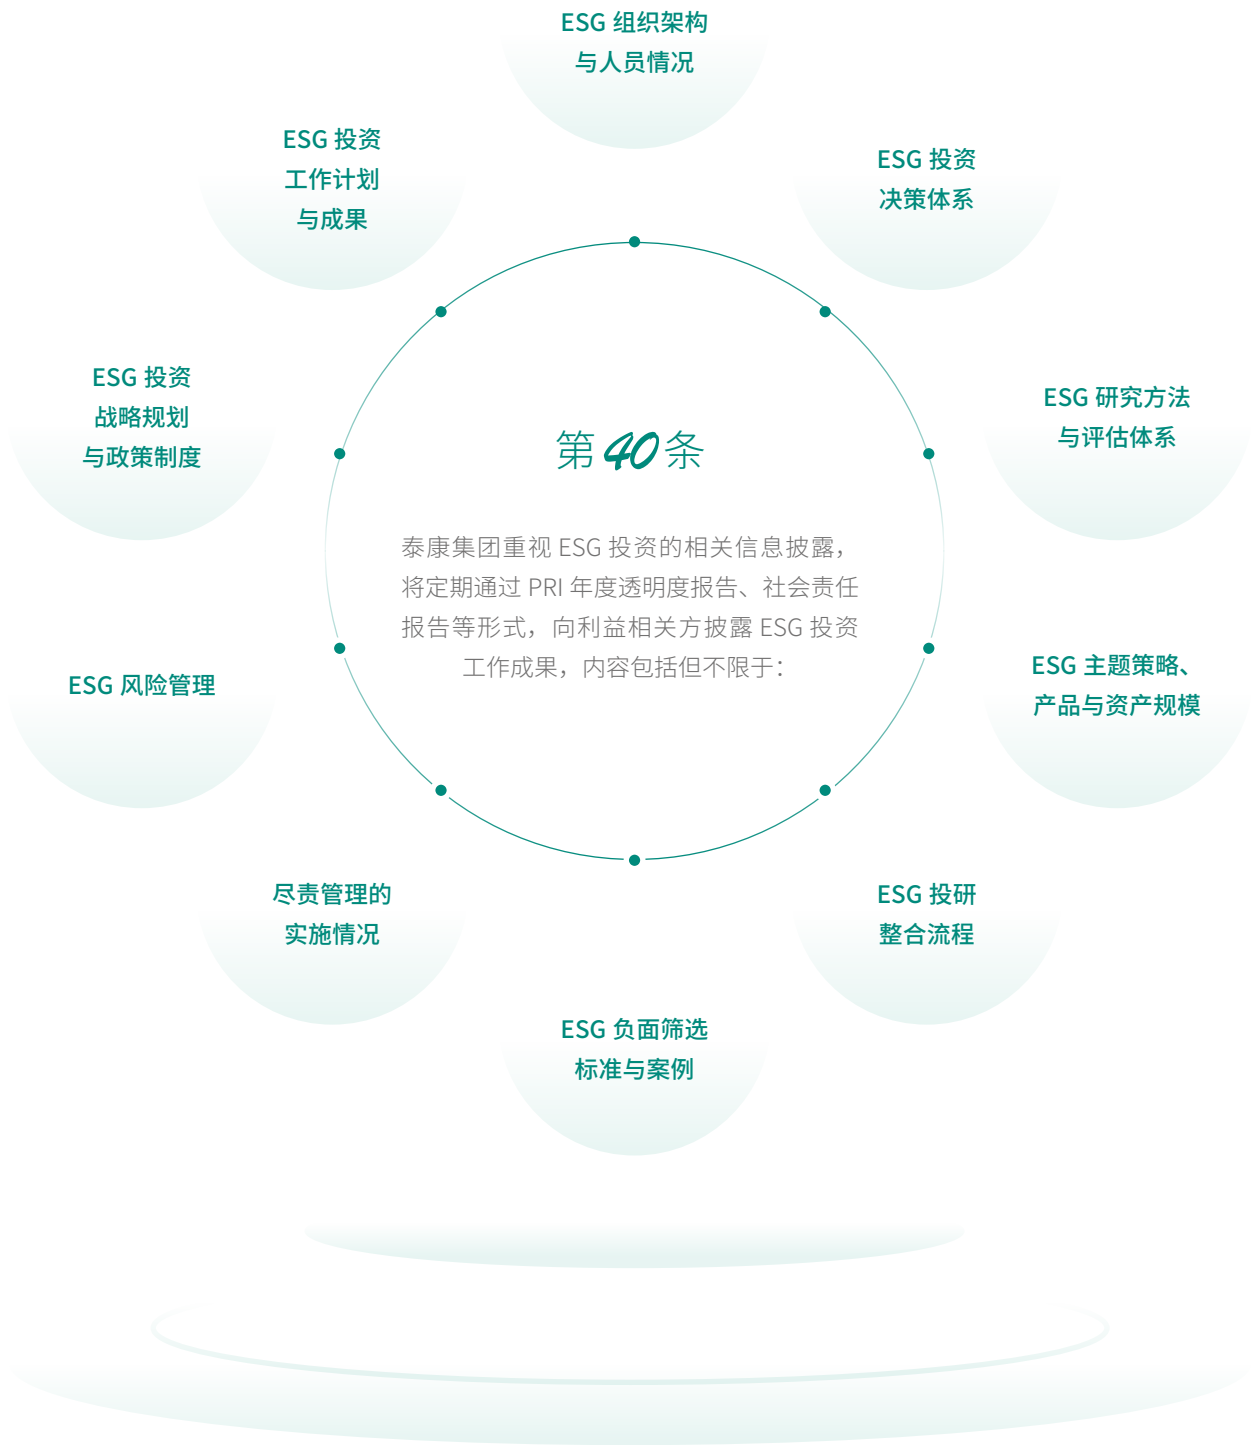 ESG 组织架构
与人员情况
ESG 投资
工作计划
与成果
ESG 投资
决策体系
ESG 投资
战略规划
与政策制度
ESG 研究方法
与评估体系
第40条
泰康集团重视 ESG 投资的相关信息披露，
将定期通过 PRI 年度透明度报告、社会责任
报告等形式，向利益相关方披露 ESG 投资
工作成果，内容包括但不限于：
ESG 风险管理
ESG 主题策略、
产品与资产规模
尽责管理的
实施情况
ESG 投研
整合流程
ESG 负面筛选
标准与案例